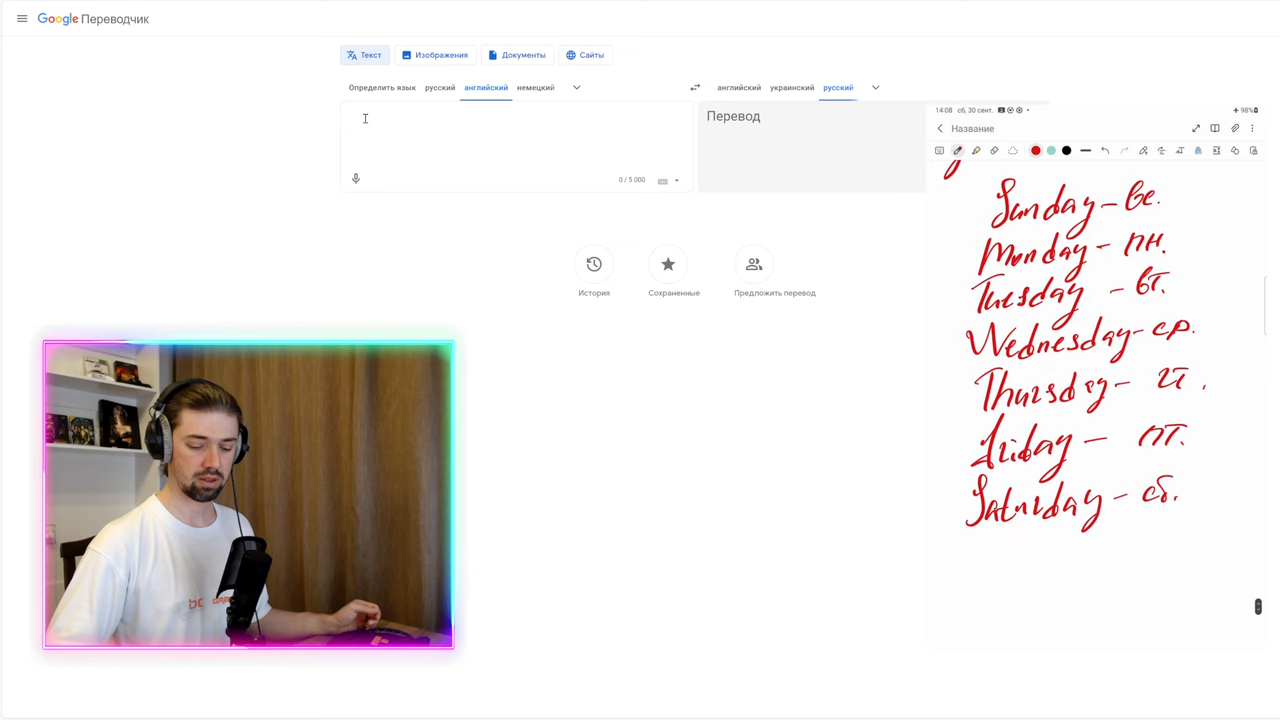 Google Переводчик
Текст
Изображения
Документы
Сайты
Определить язык русский английский немецкий
английский украинский русский
Перевод
0 / 5 000
История
Сохраненные
Предложить перевод
14:08 сб, 30 сент.
98%
Название
Sunday - вс.
Monday - пн.
Tuesday - вт.
Wednesday - ср.
Thursday - чт.
Friday - пт.
Saturday - сб.